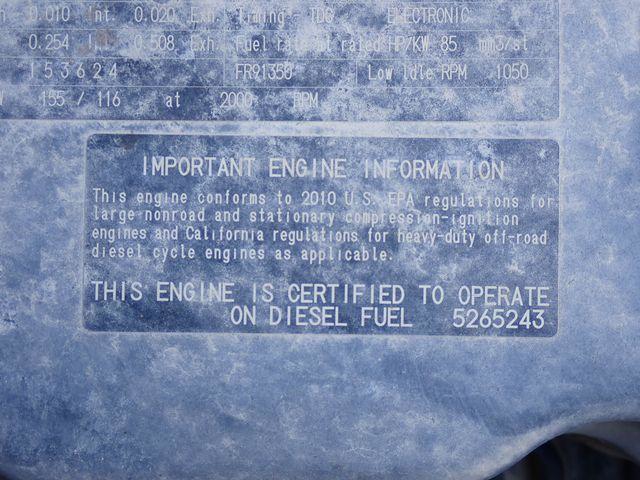 0.010 Int. 0.020 Exh. Timing - TDC ELECTRONIC
0.254 Int. 0.508 Exh. Fuel rate at rated HP/KW 85 mm3/st
153624 FR91350 Low Idle RPM 1050
155 / 116 at 2000 RPM
IMPORTANT ENGINE INFORMATION
This engine conforms to 2010 U.S. EPA regulations for
large nonroad and stationary compression-ignition
engines and California regulations for heavy-duty off-road
diesel cycle engines as applicable.
THIS ENGINE IS CERTIFIED TO OPERATE
ON DIESEL FUEL 5265243